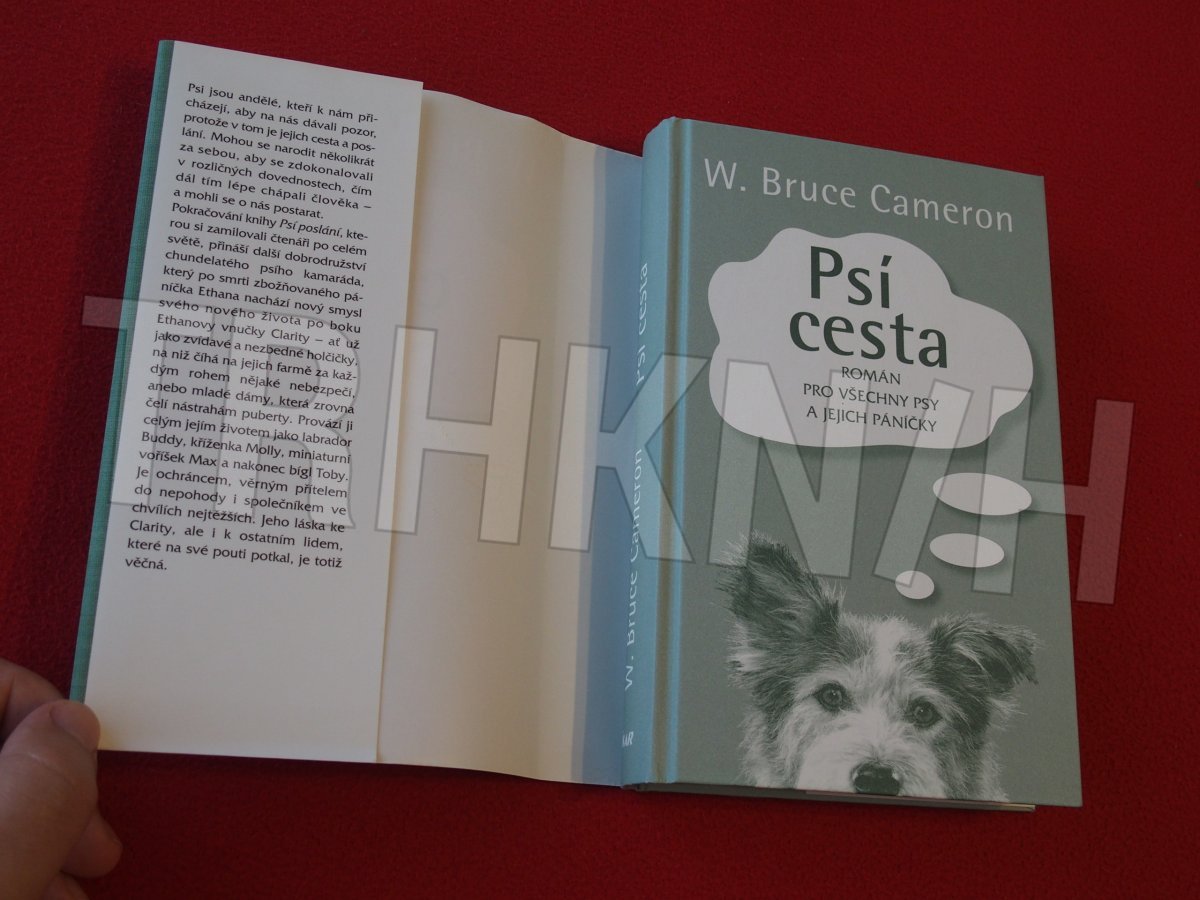 Psi jsou andělé, kteří k nám při-
cházejí, aby na nás dávali pozor,
protože v tom je jejich cesta a pos-
lání. Mohou se narodit několikrát
za sebou, aby se zdokonalovali
v rozličných dovednostech, čím
dál tím lépe chápali člověka –
a mohli se o nás postarat.
Pokračování knihy Psí poslání, kte-
rou si zamilovali čtenáři po celém
světě, přináší další dobrodružství
chundelatého psího kamaráda,
který po smrti zbožňovaného pá-
níčka Ethana nachází nový smysl
svého nového života po boku
Ethanovy vnučky Clarity – ať už
jako zvídavé a nezbedné holčičky,
na niž číhá na jejich farmě za kaž-
dým rohem nějaké nebezpečí,
anebo mladé dámy, která zrovna
čelí nástrahám puberty. Provází ji
celým jejím životem jako labrador
Buddy, kříženka Molly, miniaturní
voříšek Max a nakonec bígl Toby.
Je ochráncem, věrným přítelem
do nepohody i společníkem ve
chvílích nejtěžších. Jeho láska ke
Clarity, ale i k ostatním lidem,
které na své pouti potkal, je totiž
věčná.
W. Bruce Cameron Psí cesta
W. Bruce Cameron
Psí
cesta
ROMÁN
PRO VŠECHNY PSY
A JEJICH PÁNÍČKY
TRHKNIH